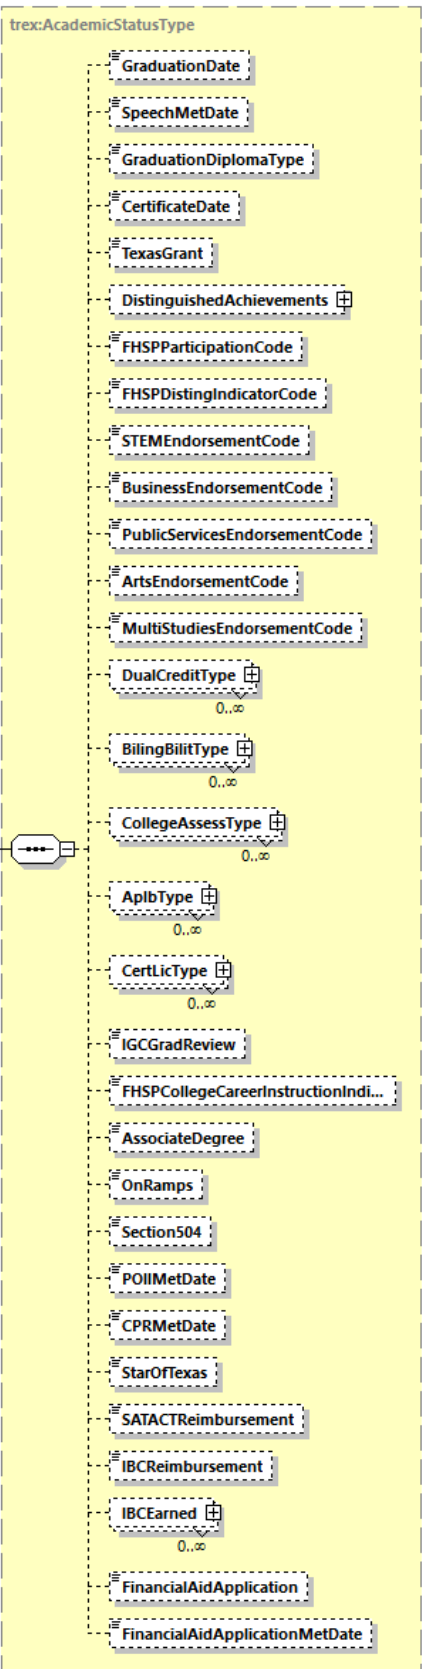 trex:AcademicStatusType
GraduationDate
SpeechMetDate
GraduationDiplomaType
CertificateDate
TexasGrant
DistinguishedAchievements
FHSPParticipationCode
FHSPDistingIndicatorCode
STEMEndorsementCode
BusinessEndorsementCode
PublicServicesEndorsementCode
ArtsEndorsementCode
MultiStudiesEndorsementCode
DualCreditType
0..∞
BilingBilitType
0..∞
CollegeAssessType
0..∞
ApIbType
0..∞
CertLicType
0..∞
IGCGradReview
FHSPCollegeCareerInstructionIndi...
AssociateDegree
OnRamps
Section504
POIIMetDate
CPRMetDate
StarOfTexas
SATACTReimbursement
IBCReimbursement
IBCEarned
0..∞
FinancialAidApplication
FinancialAidApplicationMetDate